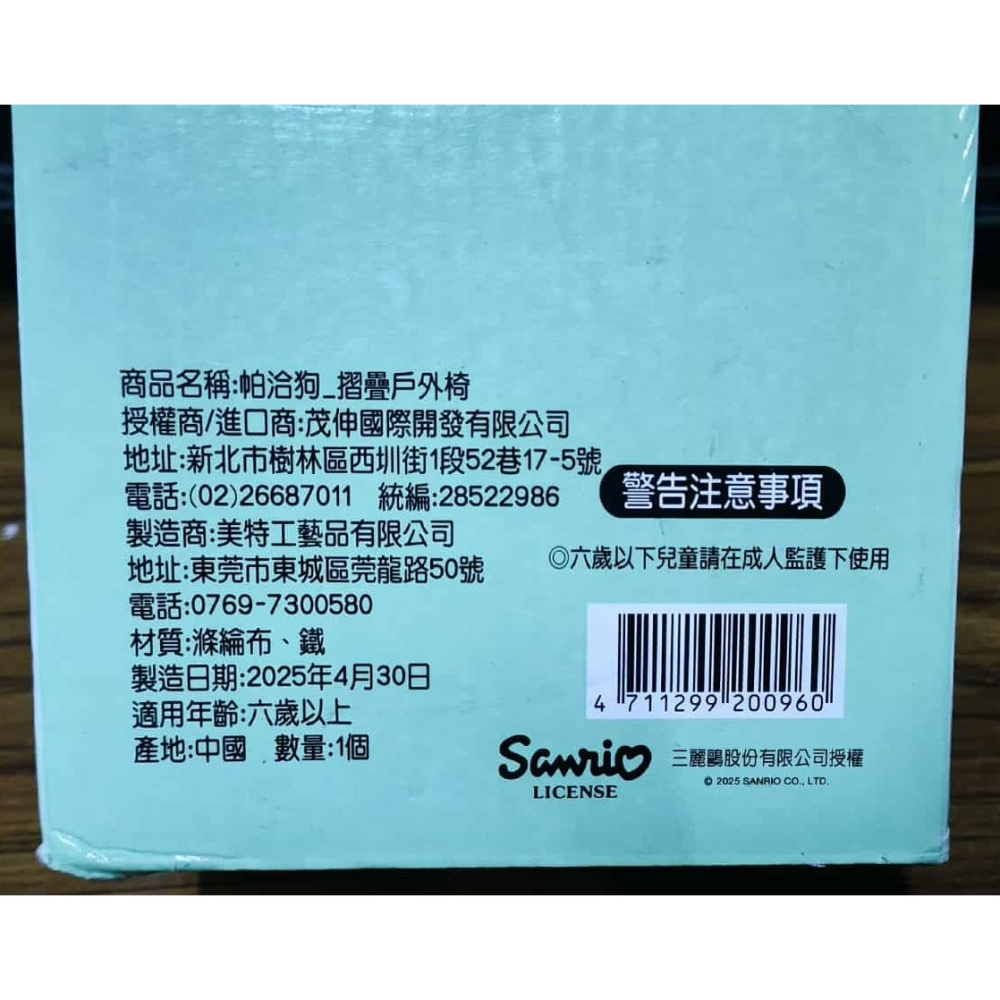 商品名稱:帕洽狗_摺疊戶外椅
授權商/進口商:茂伸國際開發有限公司
地址:新北市樹林區西圳街1段52巷17-5號
電話:(02)26687011 統編:28522986
製造商:美特工藝品有限公司
地址:東莞市東城區莞龍路50號
電話:0769-7300580
材質:滌綸布、鐵
製造日期:2025年4月30日
適用年齡:六歲以上
產地:中國 數量:1個
警告注意事項
◎六歲以下兒童請在成人監護下使用
4 711299 200960
Sanrio
LICENSE
三麗鷗股份有限公司授權
© 2025 SANRIO CO., LTD.